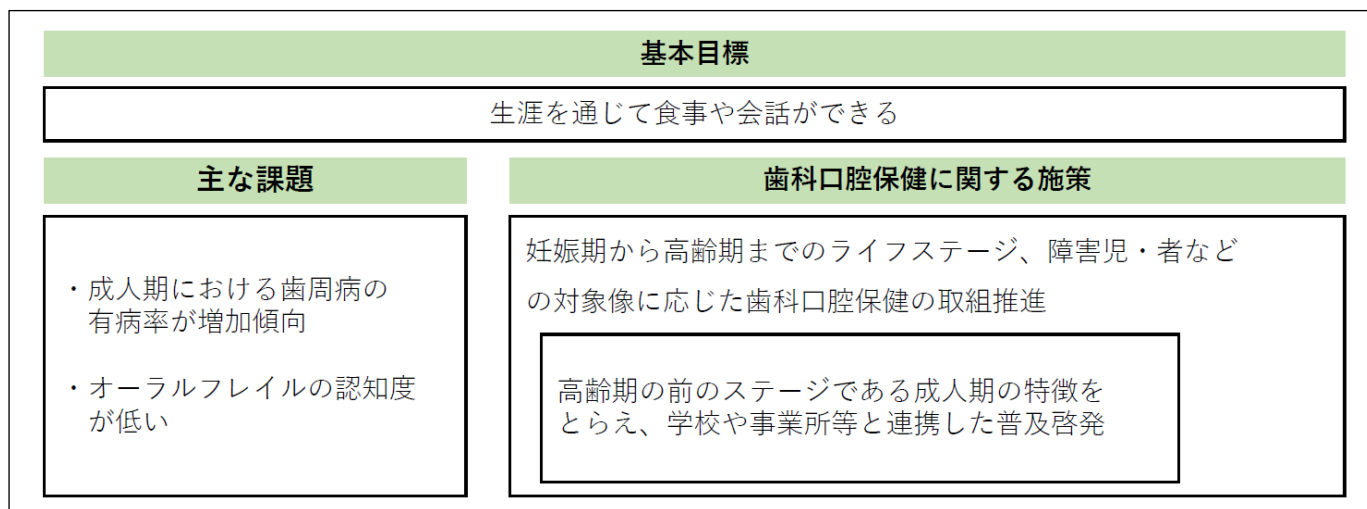 基本目標
生涯を通じて食事や会話ができる
主な課題
・成人期における歯周病の
有病率が増加傾向
・オーラルフレイルの認知度
が低い
歯科口腔保健に関する施策
妊娠期から高齢期までのライフステージ、障害児・者など
の対象像に応じた歯科口腔保健の取組推進
高齢期の前のステージである成人期の特徴を
とらえ、学校や事業所等と連携した普及啓発